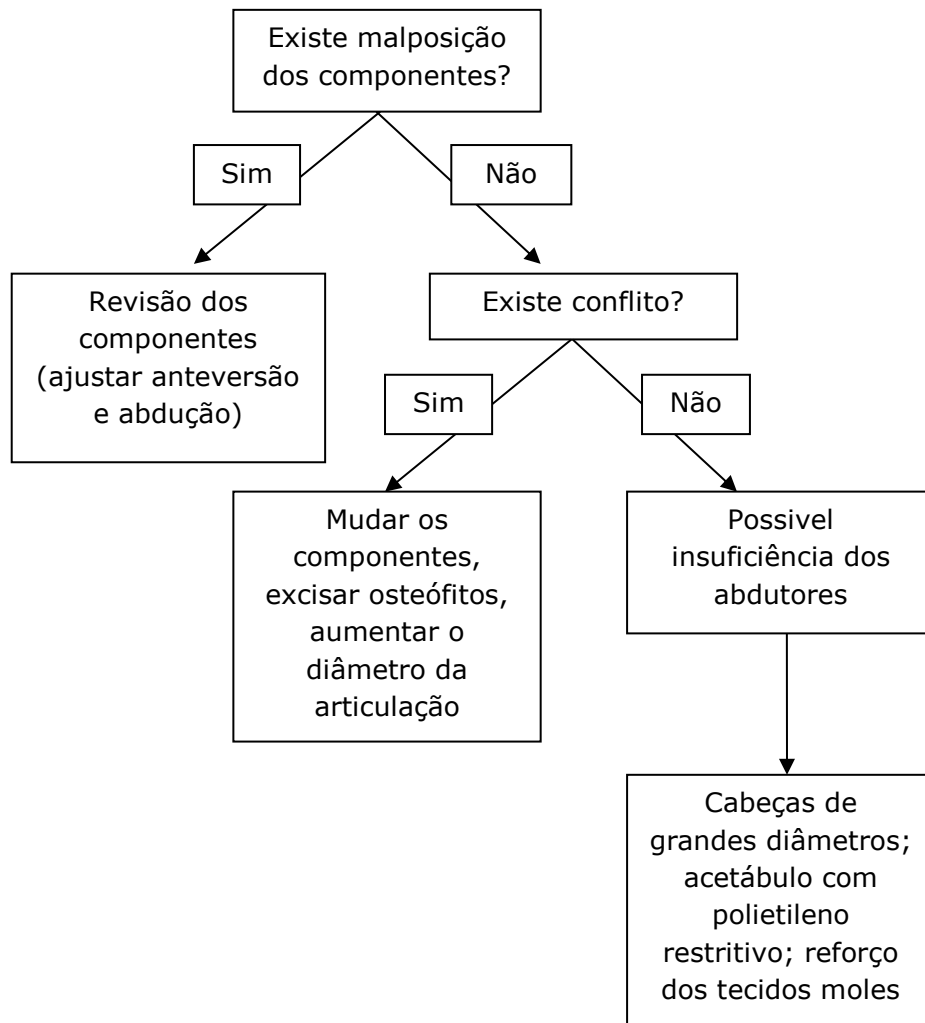 Existe malposição
dos componentes?
Sim
Não
Revisão dos
componentes
(ajustar anteversão
e abdução)
Existe conflito?
Sim
Não
Mudar os
componentes,
excisar osteófitos,
aumentar o
diâmetro da
articulação
Possivel
insuficiência dos
abdutores
Cabeças de
grandes diâmetros;
acetábulo com
polietileno
restritivo; reforço
dos tecidos moles